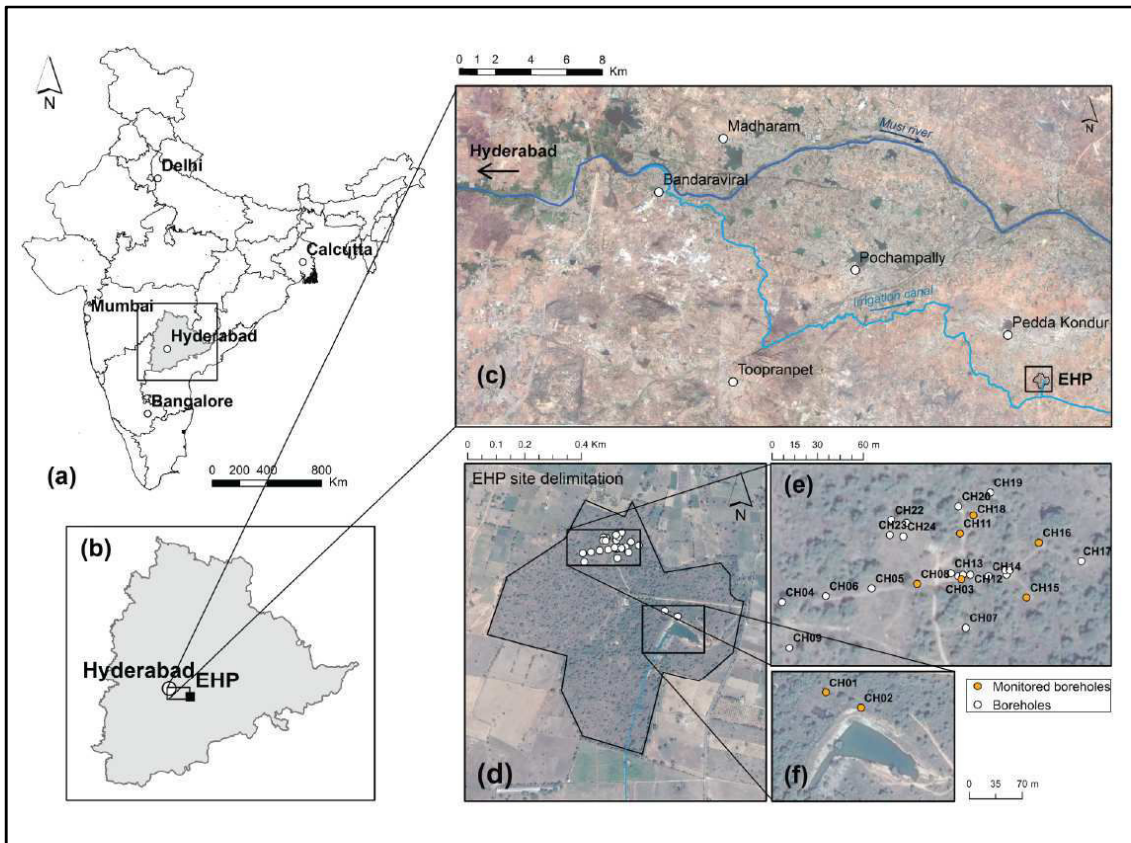 N
Delhi
Calcutta
Mumbai
Hyderabad
Bangalore
(a)
0 200 400 800
Km
(b)
Hyderabad
EHP
0 1 2 4 6 8
Km
N
Madharam
Musi river
Hyderabad
Bandaraviral
Pochampally
Irrigation canal
Pedda Kondur
Toopranpet
EHP
(c)
0 0.1 0.2 0.4 Km
EHP site delimitation
N
(d)
0 15 30 60 m
(e)
CH19
CH20
CH18
CH22
CH23 CH24
CH11
CH16
CH17
CH13
CH14
CH08
CH12
CH03
CH05
CH06
CH04
CH15
CH07
CH09
CH01
CH02
(f)
Monitored boreholes
Boreholes
0 35 70 m